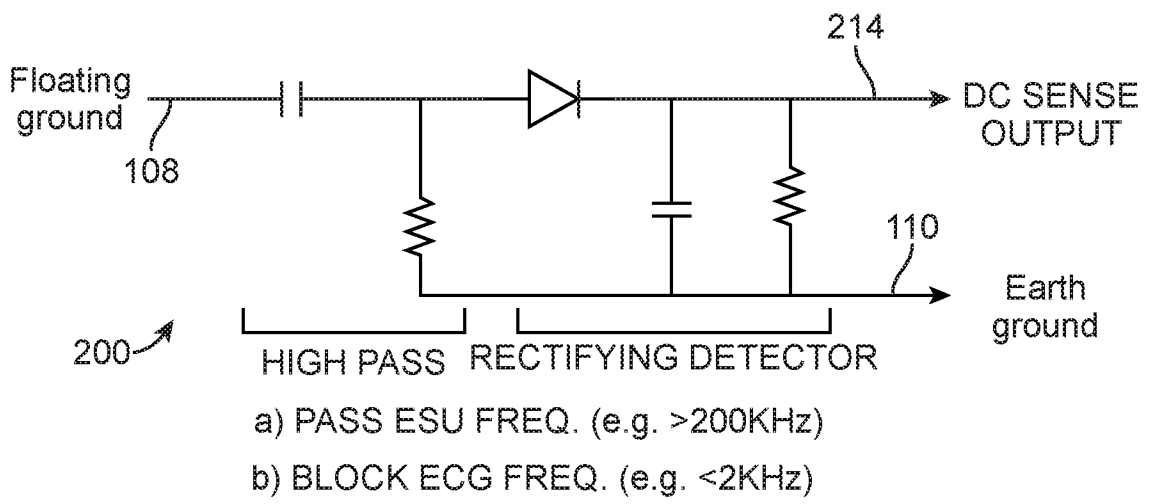 214
Floating
ground
DC SENSE
OUTPUT
108
110
Earth
ground
200
HIGH PASS
RECTIFYING DETECTOR
a) PASS ESU FREQ. (e.g. >200KHz)
b) BLOCK ECG FREQ. (e.g. <2KHz)